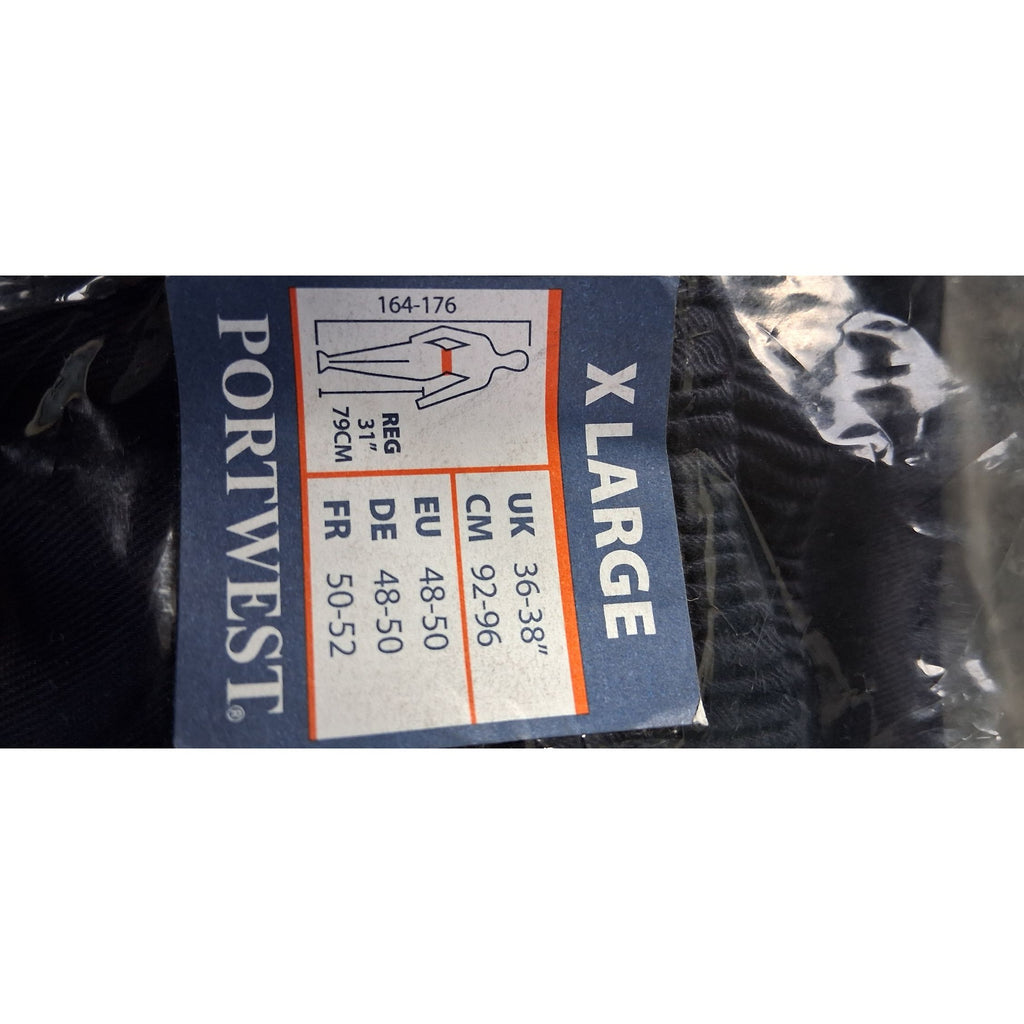 X LARGE
164-176
REG
31"
79CM
UK 36-38"
CM 92-96
EU 48-50
DE 48-50
FR 50-52
PORTWEST®